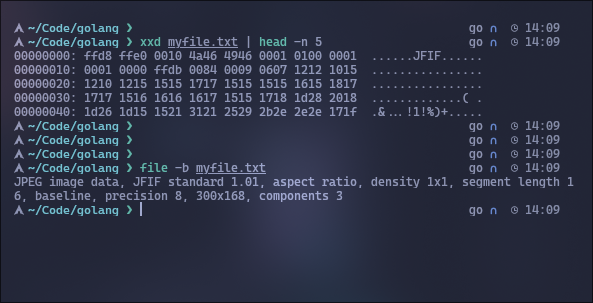 ~/Code/golang ❯ go 14:09
~/Code/golang ❯ xxd myfile.txt | head -n 5 go 14:09
00000000: ffd8 ffe0 0010 4a46 4946 0001 0100 0001 ......JFIF......
00000010: 0001 0000 ffdb 0084 0009 0607 1212 1015 ................
00000020: 1210 1215 1515 1717 1515 1515 1615 1817 ................
00000030: 1717 1516 1616 1617 1515 1718 1d28 2018 .............( .
00000040: 1d26 1d15 1521 3121 2529 2b2e 2e2e 171f .&...!1!%)+.....
~/Code/golang ❯ go 14:09
~/Code/golang ❯ go 14:09
~/Code/golang ❯ go 14:09
~/Code/golang ❯ file -b myfile.txt go 14:09
JPEG image data, JFIF standard 1.01, aspect ratio, density 1x1, segment length 1
6, baseline, precision 8, 300x168, components 3
~/Code/golang ❯ go 14:09